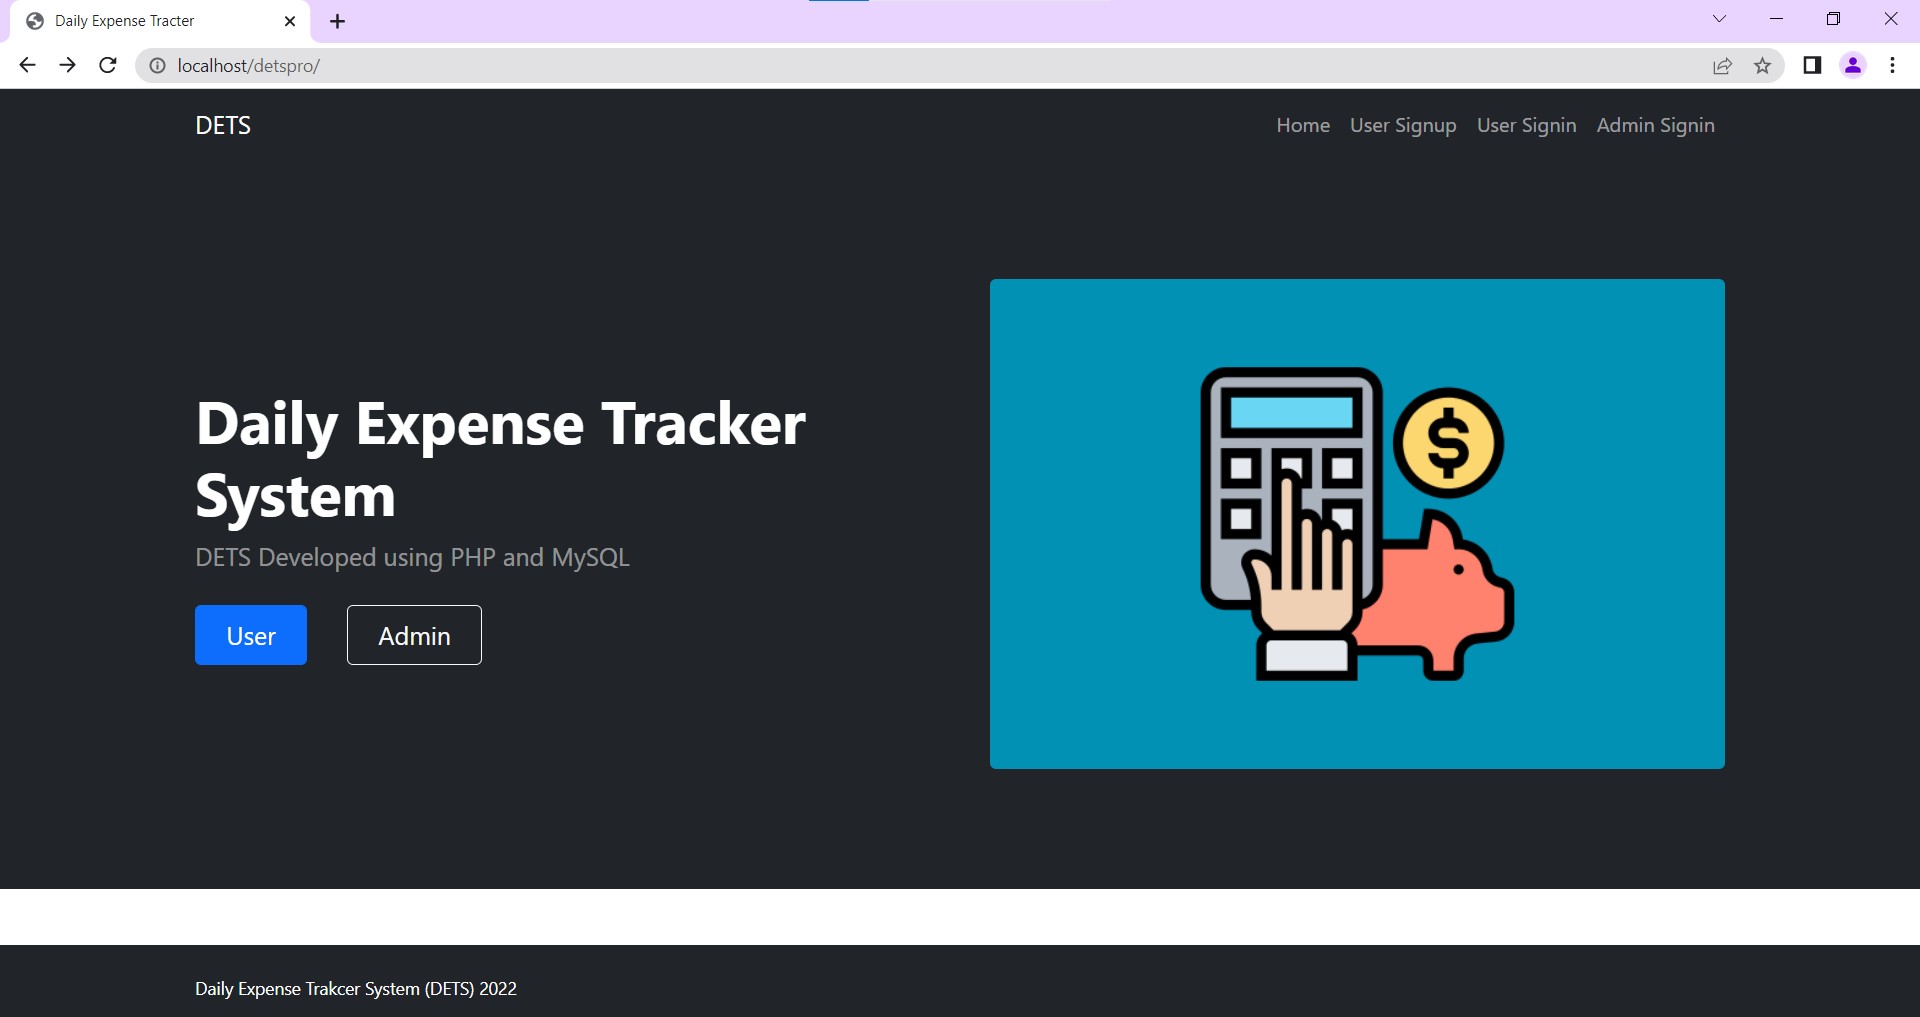 Daily Expense Tracter
localhost/detspro/
DETS
Home User Signup User Signin Admin Signin
Daily Expense Tracker
System
DETS Developed using PHP and MySQL
User Admin
$
Daily Expense Trakcer System (DETS) 2022